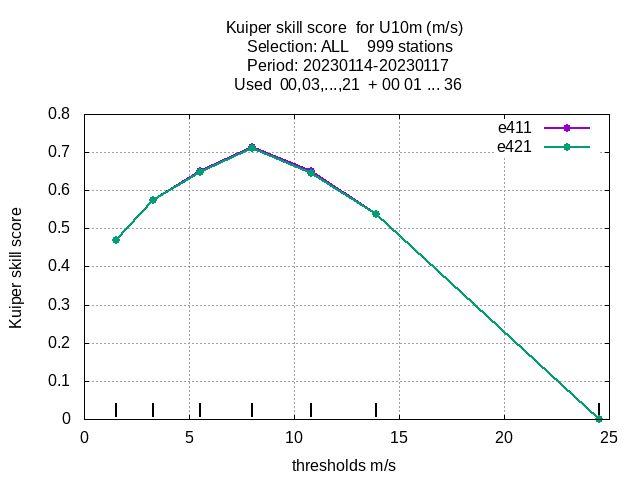 Kuiper skill score  for U10m (m/s)
Selection: ALL    999 stations
Period: 20230114-20230117
Used  00,03,...,21  + 00 01 ... 36
e411
e421
0.8
0.7
0.6
0.5
0.4
0.3
0.2
0.1
0
Kuiper skill score
0 5 10 15 20 25
thresholds m/s